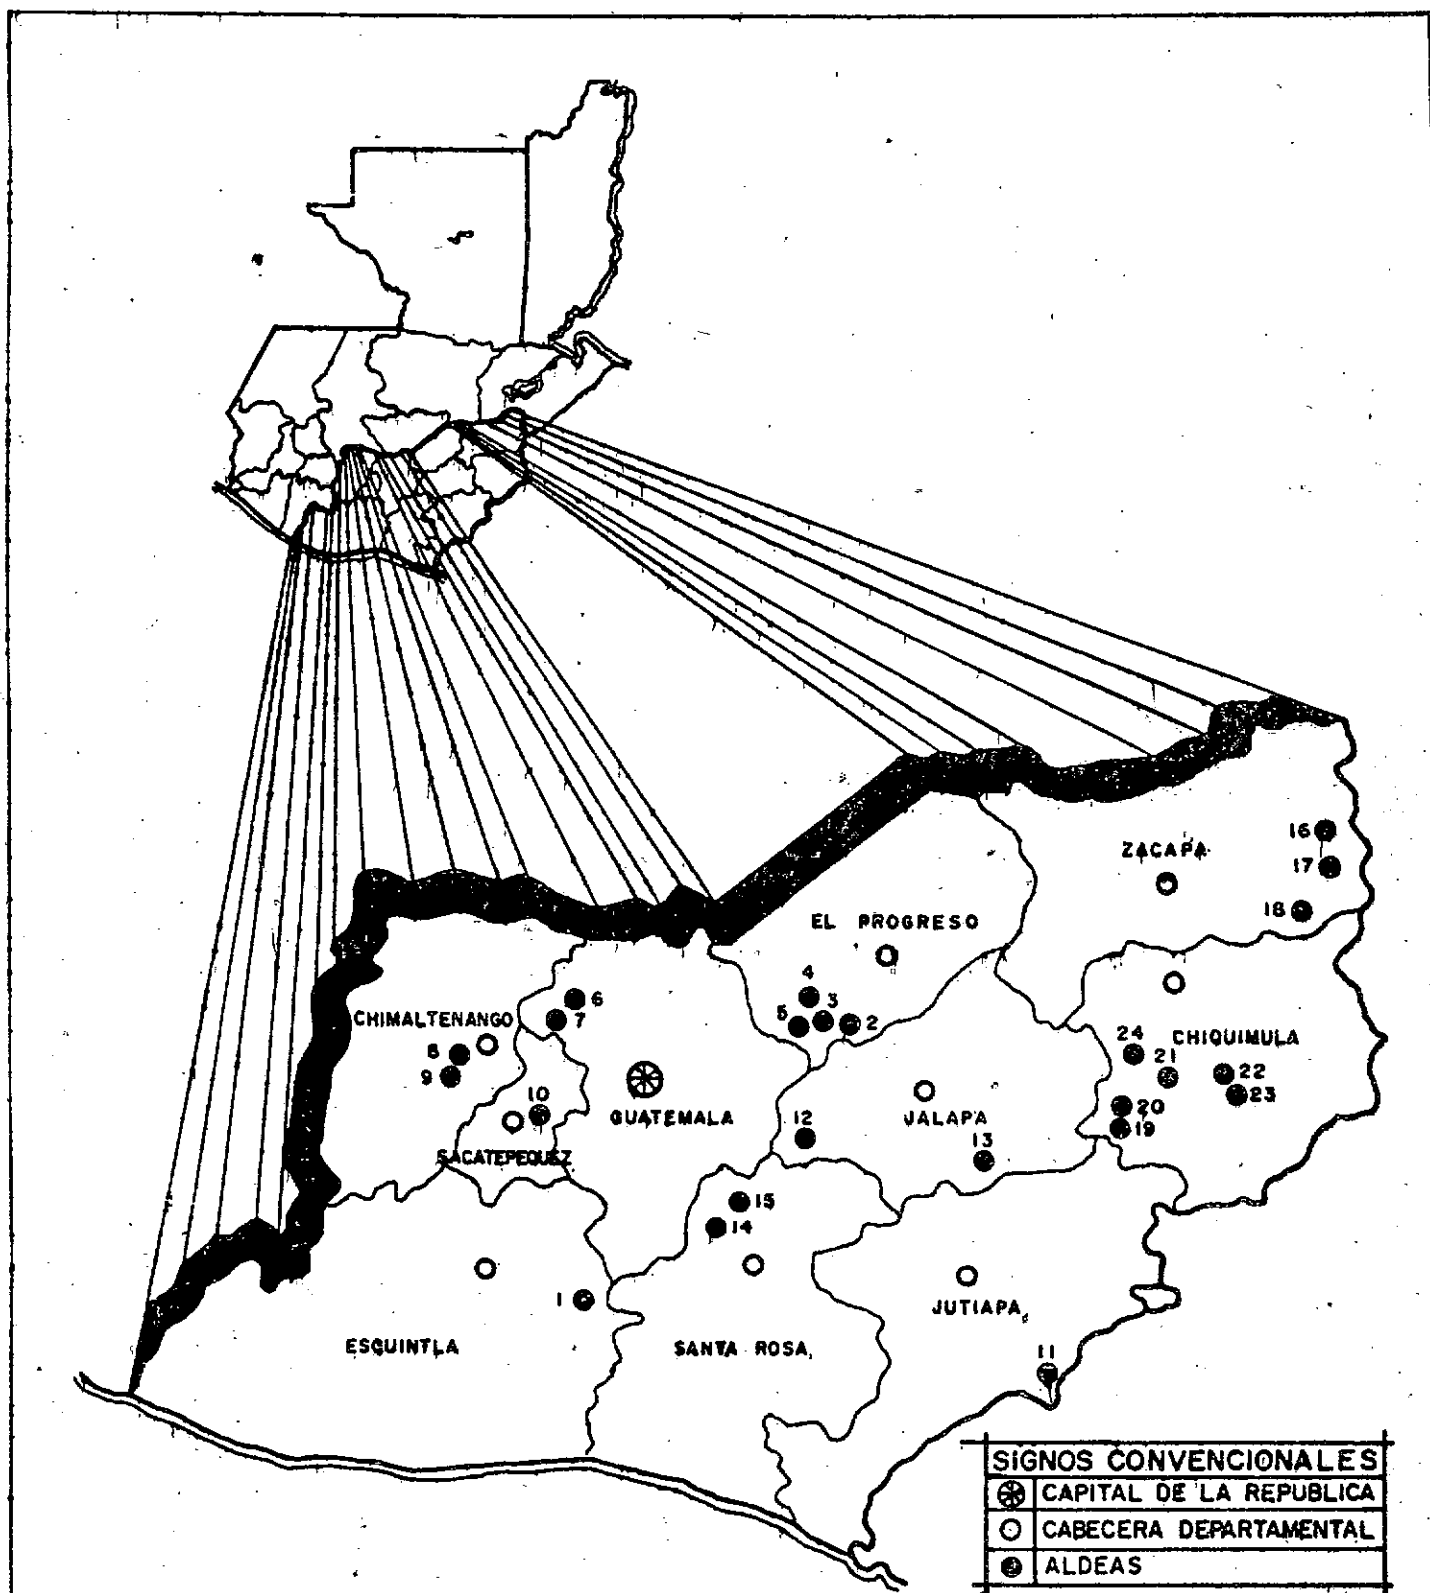 ZACAPA
16
17
18
EL PROGRESO
4
3
5
2
6
7
CHIMALTENANGO
8
9
10
GUATEMALA
SACATEPEQUEZ
24
CHIQUIMULA
21
22
23
20
19
12
JALAPA
13
15
14
1
ESQUINTLA
SANTA ROSA
JUTIAPA
11
SIGNOS CONVENCIONALES
CAPITAL DE LA REPUBLICA
CABECERA DEPARTAMENTAL
ALDEAS